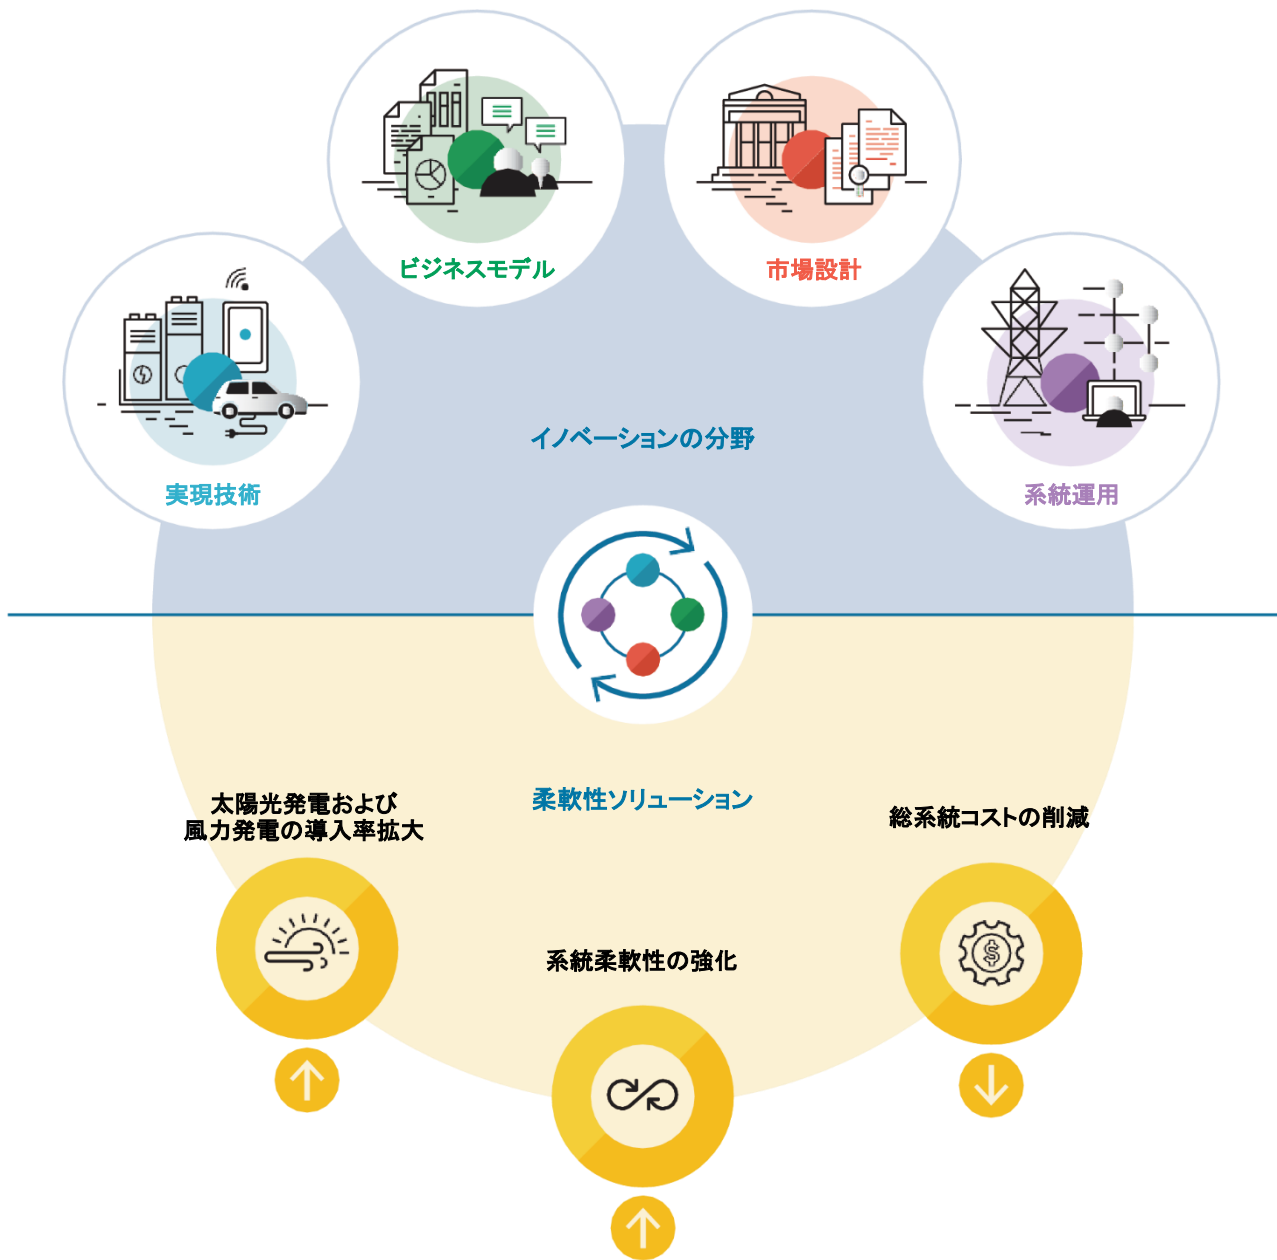 ビジネスモデル
市場設計
実現技術
系統運用
イノベーションの分野
柔軟性ソリューション
太陽光発電および
風力発電の導入率拡大
総系統コストの削減
系統柔軟性の強化
$